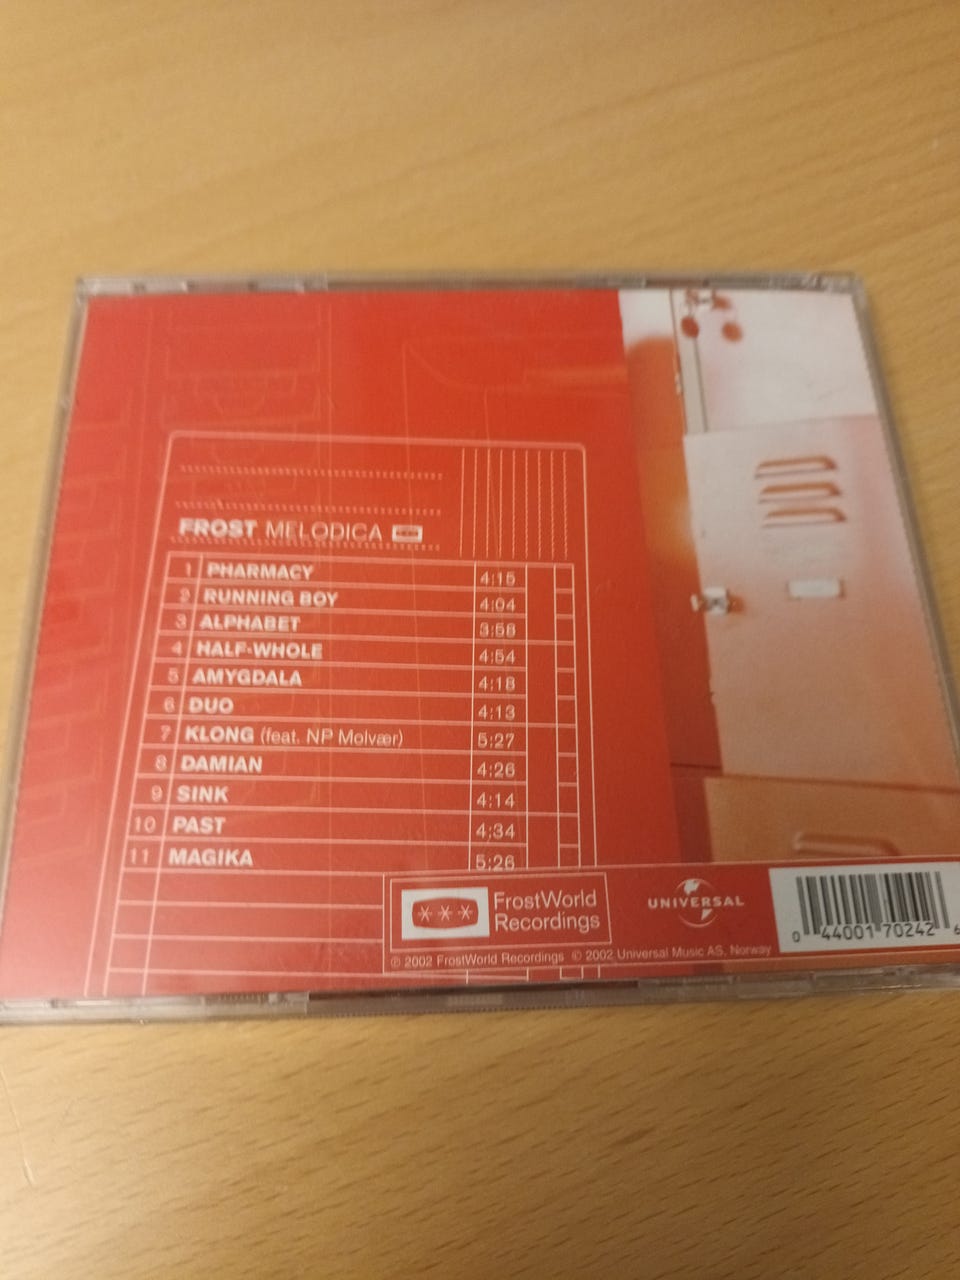 FROST MELODICA
1 PHARMACY 4:15
2 RUNNING BOY 4:04
3 ALPHABET 3:58
4 HALF-WHOLE 4:54
5 AMYGDALA 4:18
6 DUO 4:13
7 KLONG (feat. NP Molvær) 5:27
8 DAMIAN 4:26
9 SINK 4:14
10 PAST 4:34
11 MAGIKA 5:26
*** FrostWorld
Recordings
UNIVERSAL
0 44001 70242 6
℗ 2002 FrostWorld Recordings © 2002 Universal Music AS, Norway